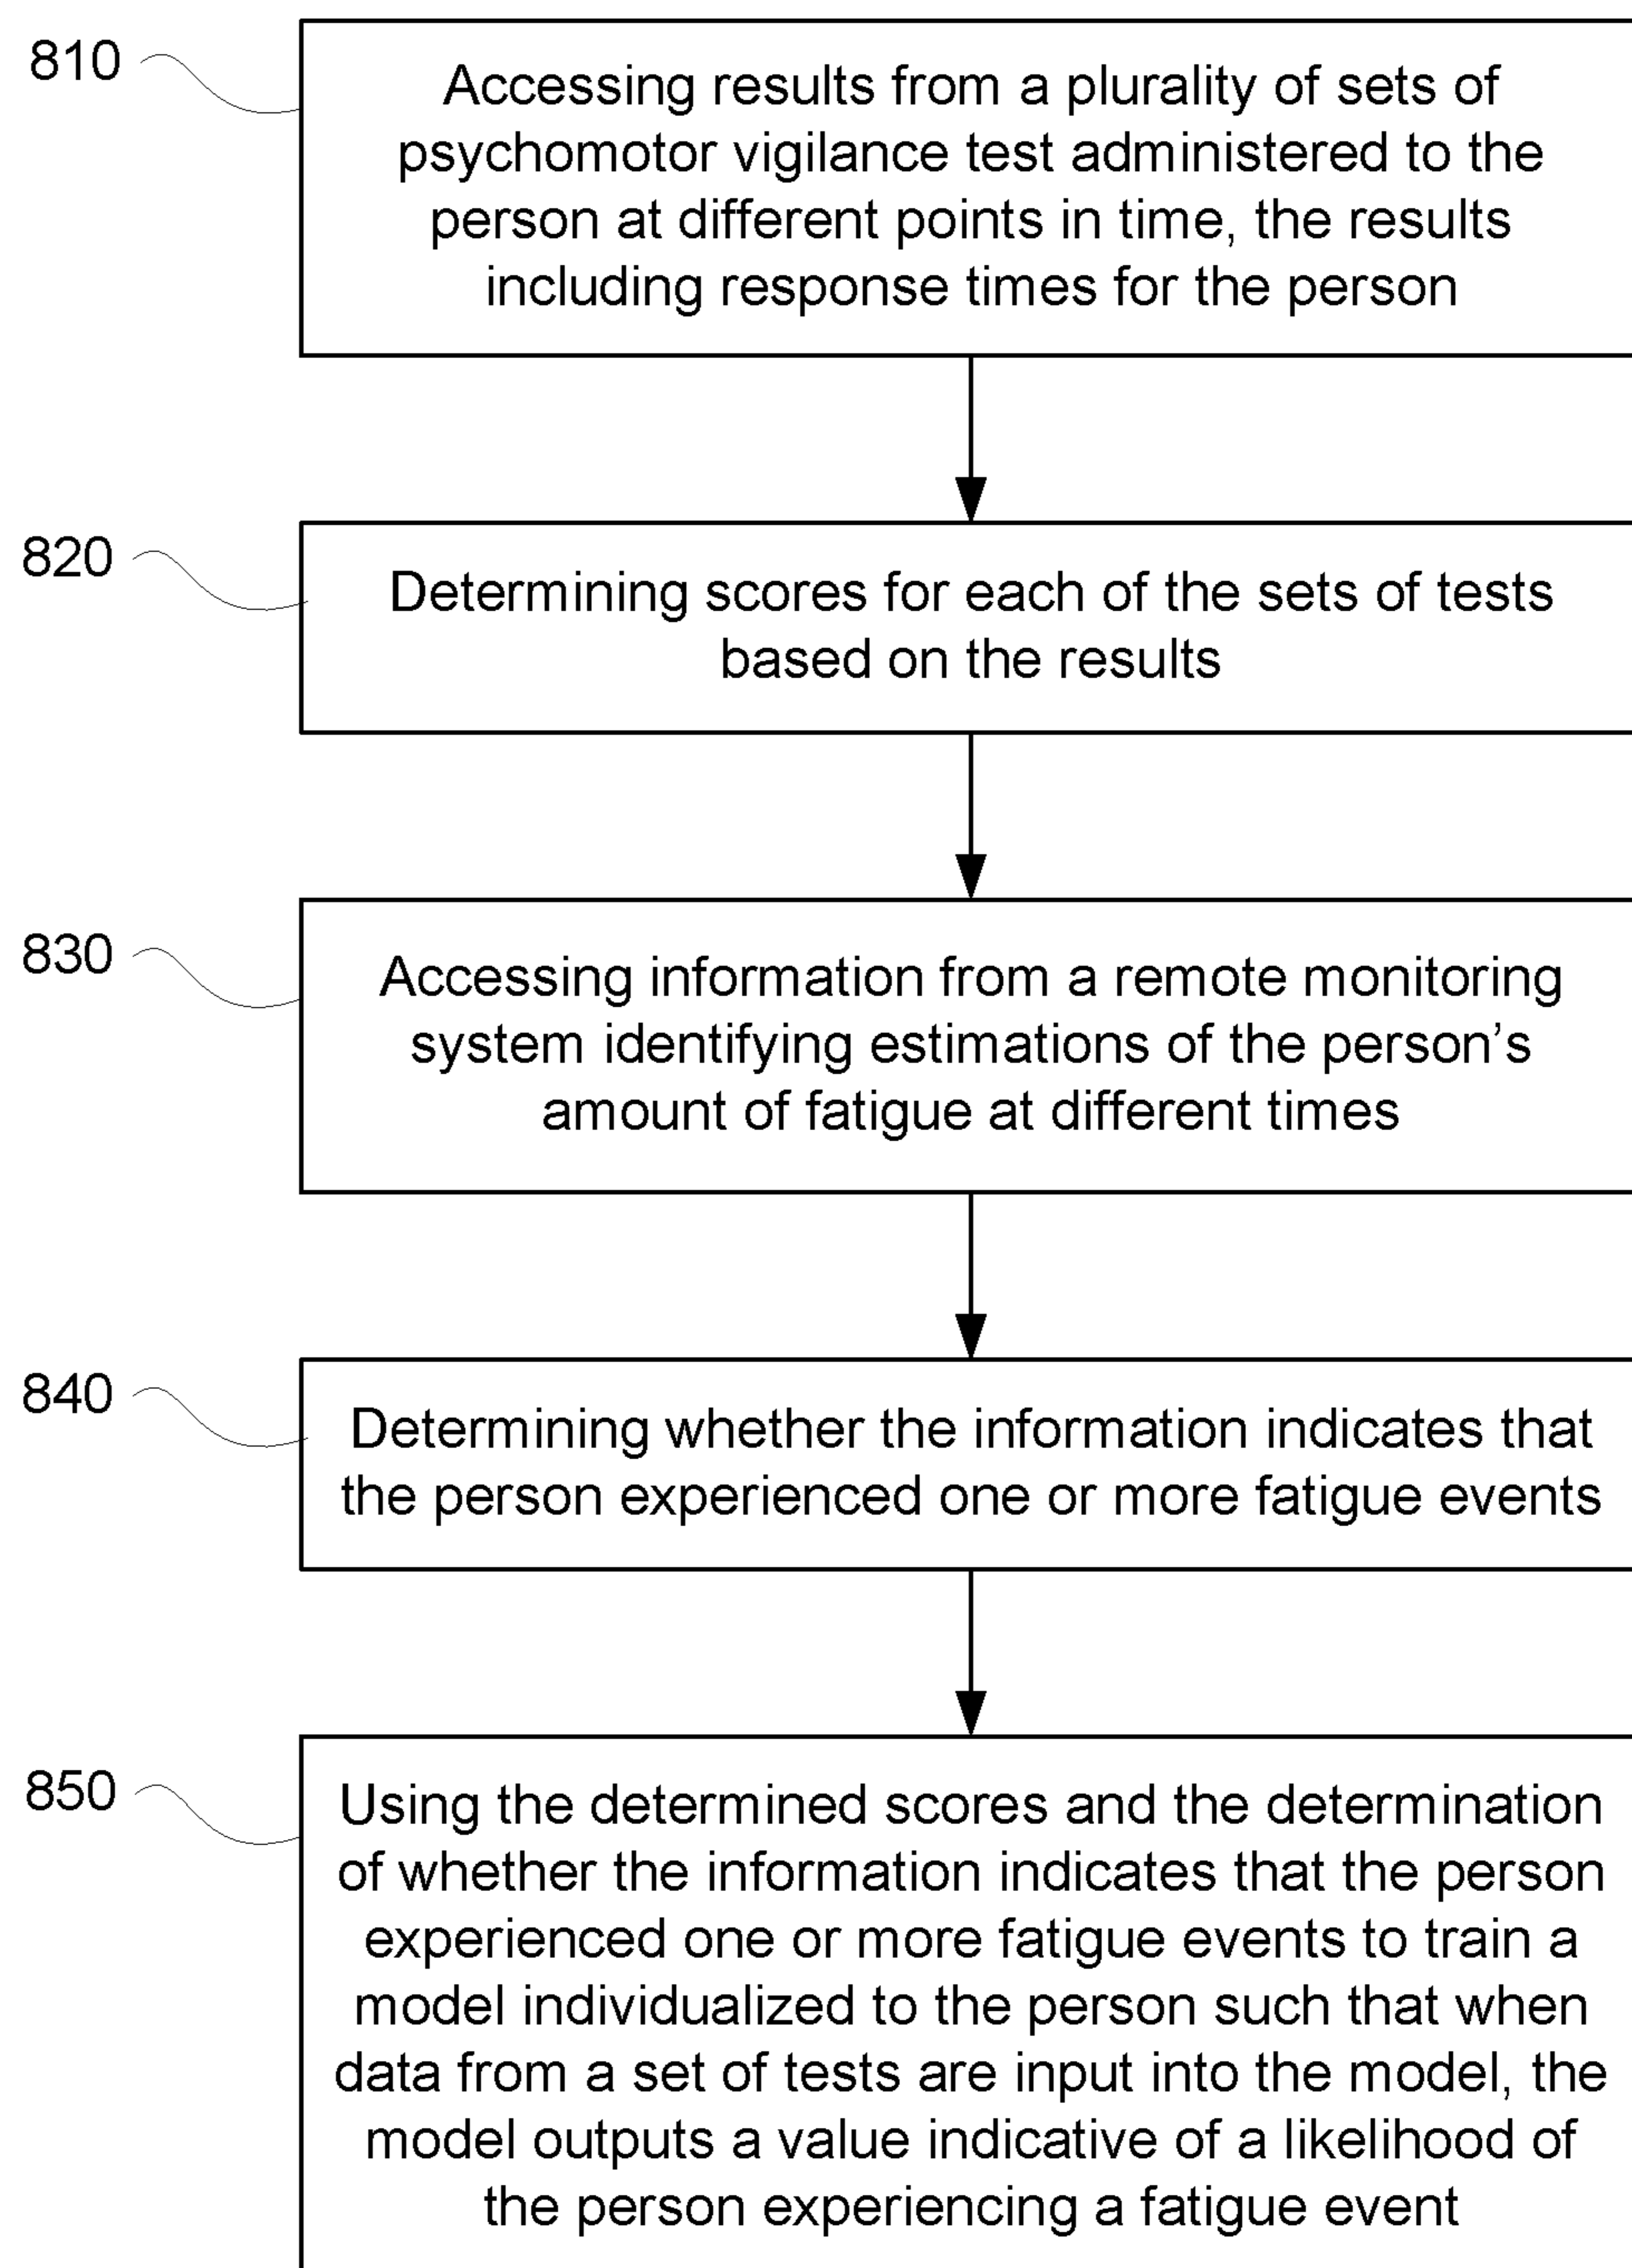 810
Accessing results from a plurality of sets of
psychomotor vigilance test administered to the
person at different points in time, the results
including response times for the person
820
Determining scores for each of the sets of tests
based on the results
830
Accessing information from a remote monitoring
system identifying estimations of the person’s
amount of fatigue at different times
840
Determining whether the information indicates that
the person experienced one or more fatigue events
850
Using the determined scores and the determination
of whether the information indicates that the person
experienced one or more fatigue events to train a
model individualized to the person such that when
data from a set of tests are input into the model, the
model outputs a value indicative of a likelihood of
the person experiencing a fatigue event